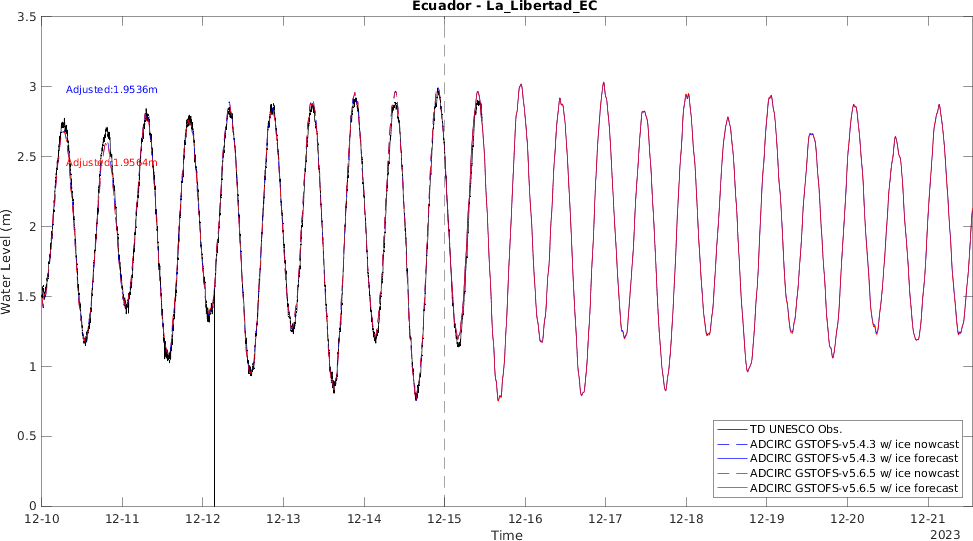 Ecuador - La_Libertad_EC
3.5
3
2.5
2
1.5
1
0.5
0
Water Level (m)
Adjusted:1.9536m
Adjusted:1.9564m
TD UNESCO Obs.
ADCIRC GSTOFS-v5.4.3 w/ ice nowcast
ADCIRC GSTOFS-v5.4.3 w/ ice forecast
ADCIRC GSTOFS-v5.6.5 w/ ice nowcast
ADCIRC GSTOFS-v5.6.5 w/ ice forecast
12-10 12-11 12-12 12-13 12-14 12-15 12-16 12-17 12-18 12-19 12-20 12-21
Time
2023